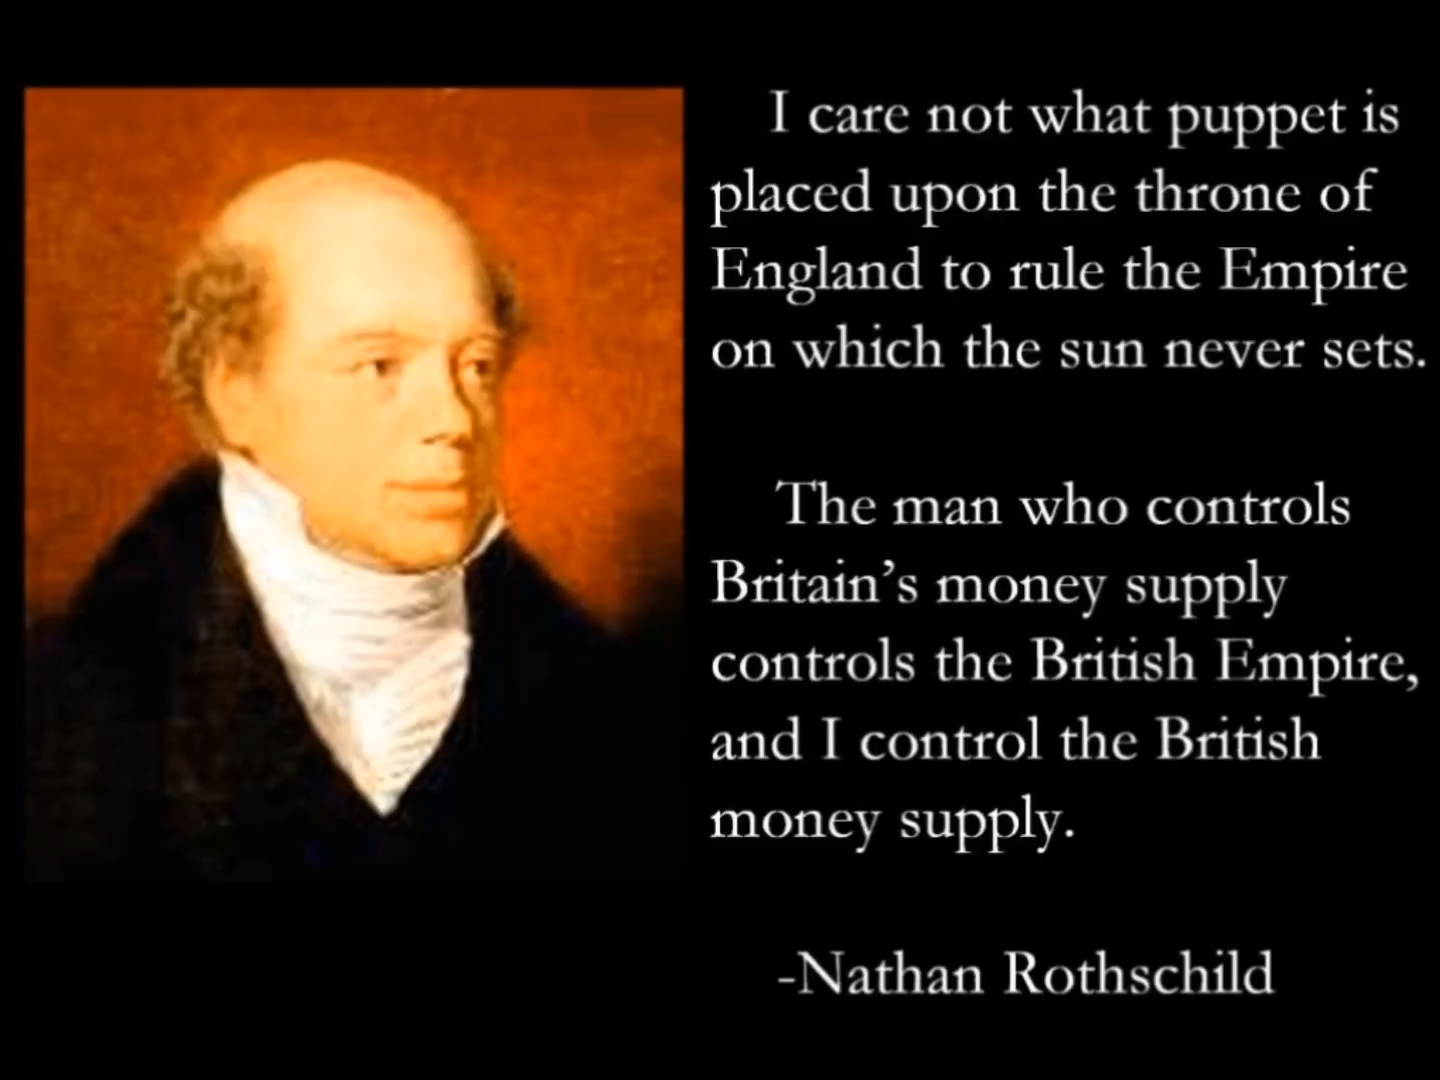 I care not what puppet is
placed upon the throne of
England to rule the Empire
on which the sun never sets.
The man who controls
Britain’s money supply
controls the British Empire,
and I control the British
money supply.
-Nathan Rothschild